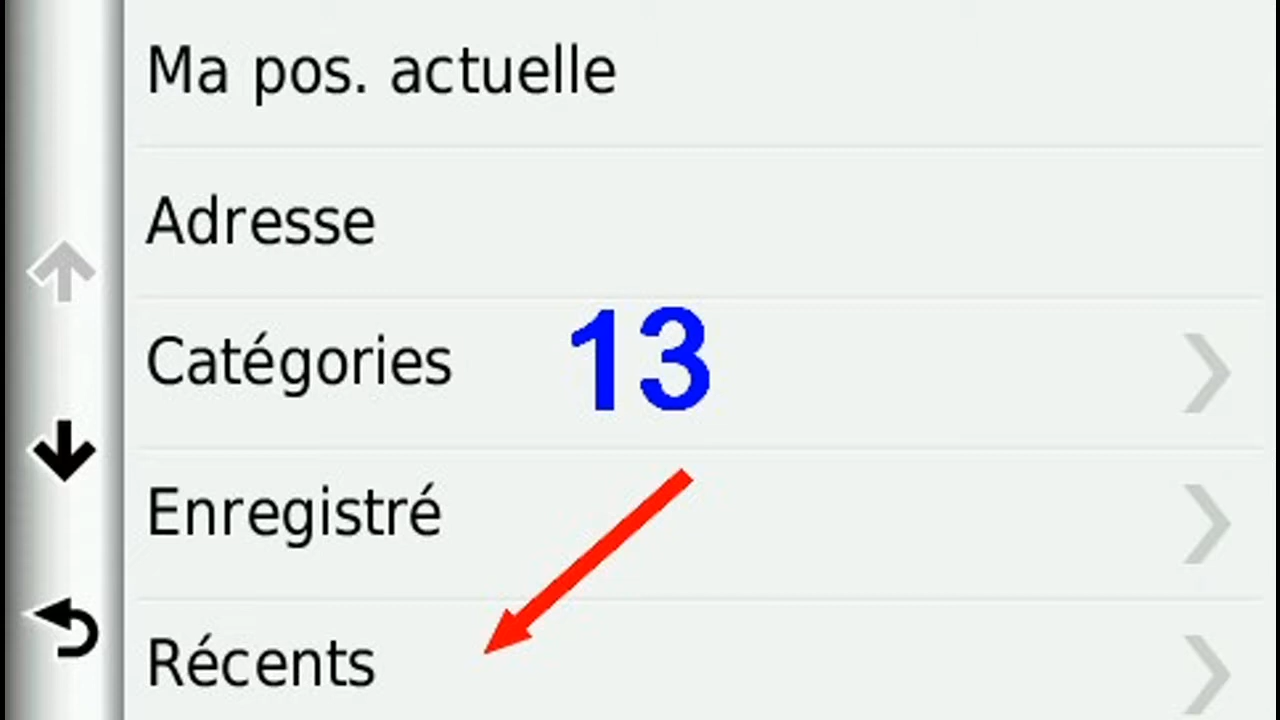 Ma pos. actuelle
Adresse
Catégories
13
Enregistré
Récents